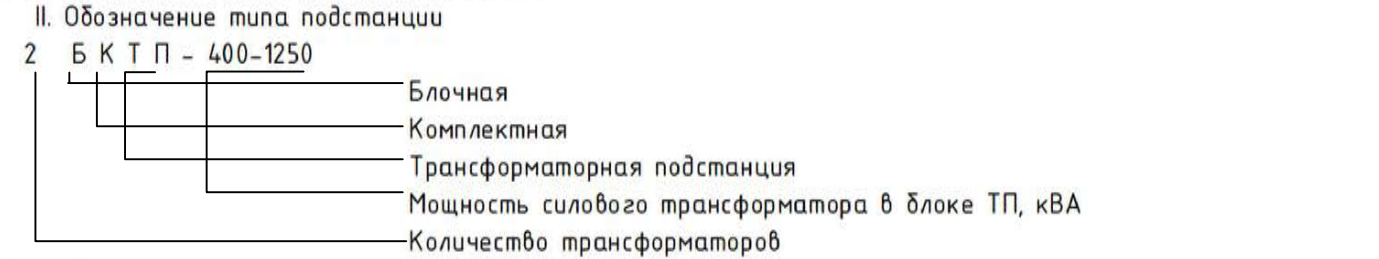 II. Обозначение типа подстанции
2 Б К Т П - 400-1250
Блочная
Комплектная
Трансформаторная подстанция
Мощность силового трансформатора в блоке ТП, кВА
Количество трансформаторов